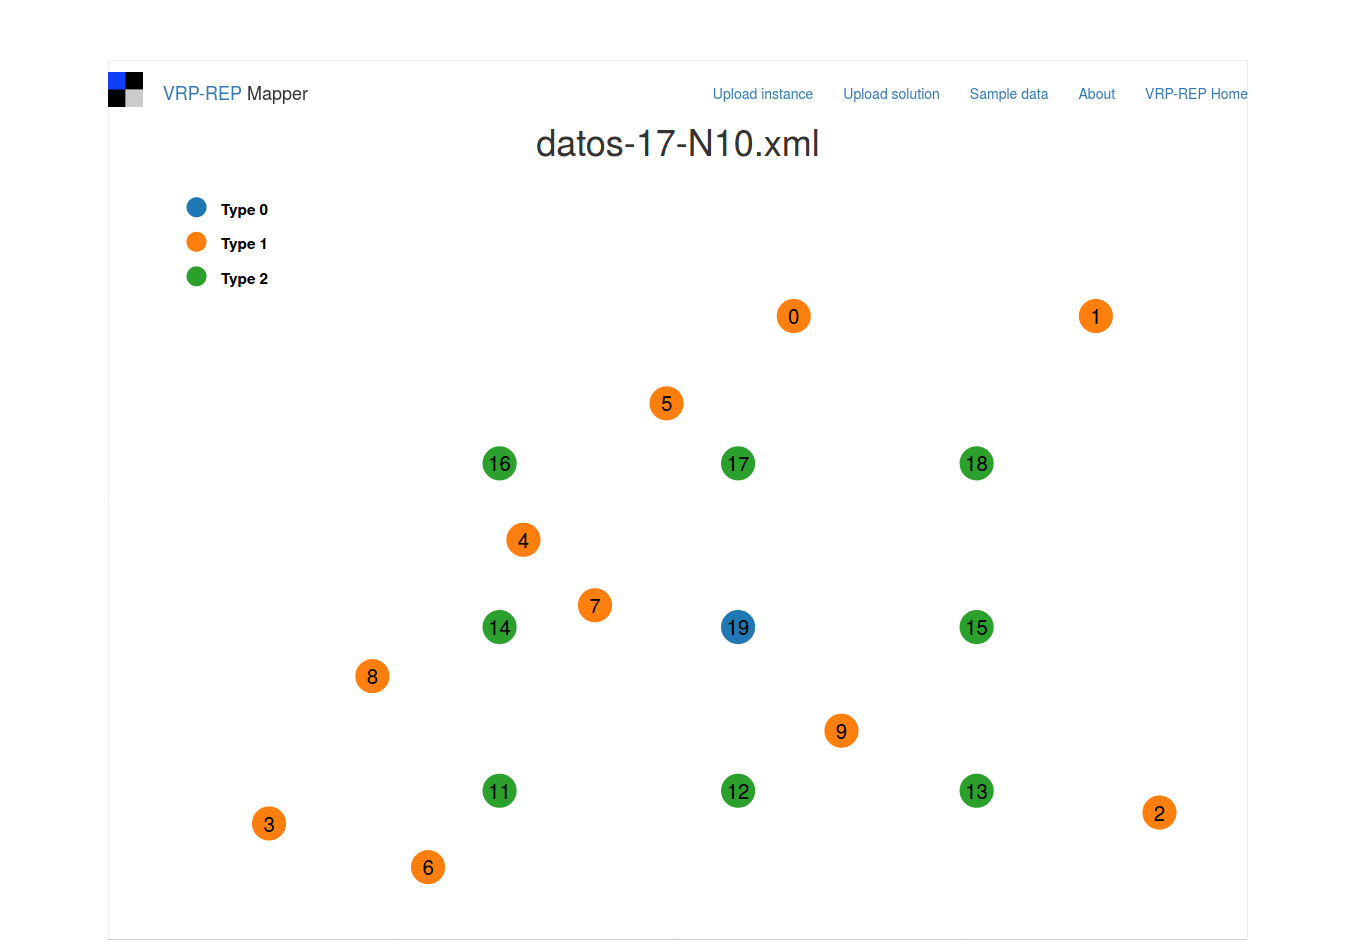 VRP-REP Mapper
Upload instance Upload solution Sample data About VRP-REP Home
datos-17-N10.xml
Type 0
Type 1
Type 2
0 1
5
16 17 18
4
7
14 19 15
8
9
11 12 13
2
3
6